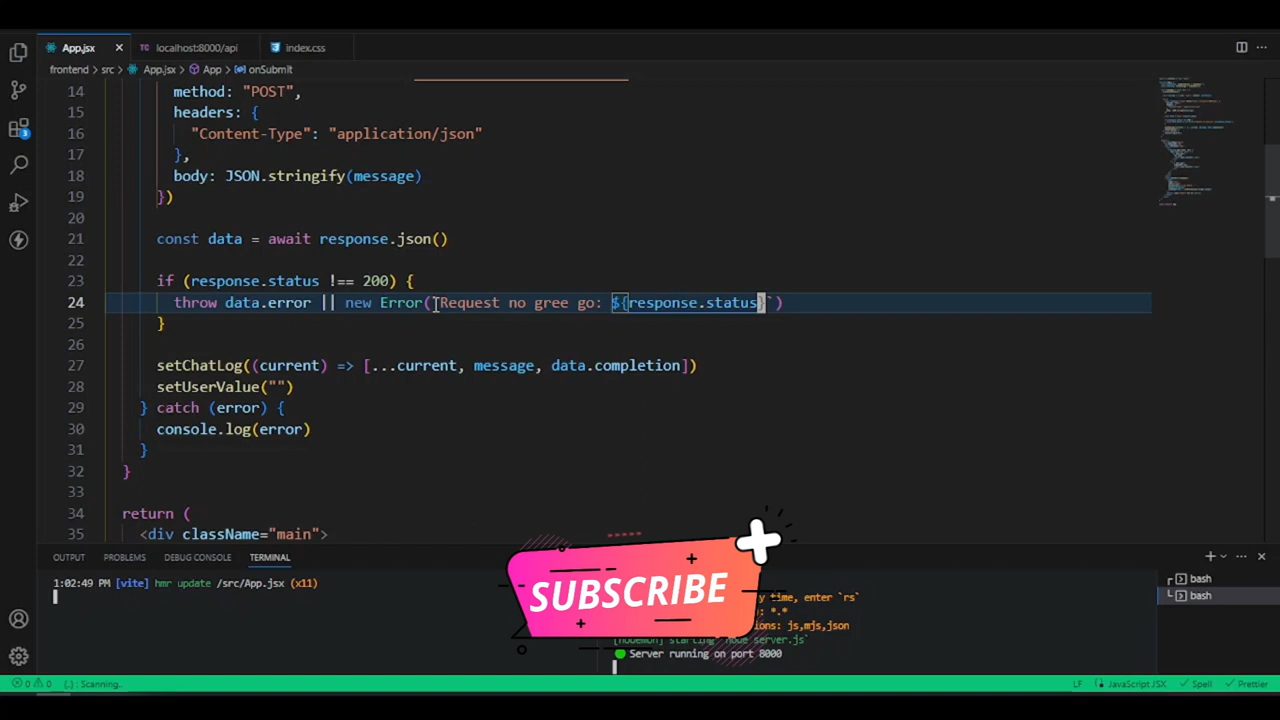 App.jsx
localhost:8000/api
index.css
frontend > src > App.jsx > App > onSubmit
14 method: "POST",
15 headers: {
16 "Content-Type": "application/json"
17 },
18 body: JSON.stringify(message)
19 })
20
21 const data = await response.json()
22
23 if (response.status !== 200) {
24 throw data.error || new Error(`Request no gree go: ${response.status}`)
25 }
26
27 setChatLog((current) => [...current, message, data.completion])
28 setUserValue("")
29 } catch (error) {
30 console.log(error)
31 }
32 }
33
34 return (
35 <div className="main">
3
OUTPUT PROBLEMS DEBUG CONSOLE TERMINAL
1:02:49 PM [vite] hmr update /src/App.jsx (x11)
SUBSCRIBE
time, enter `rs`
: *.*
ions: js,mjs,json
[nodemon] starting `node server.js`
Server running on port 8000
bash
bash
0 0 {..}: Scanning..
LF JavaScript JSX Spell Prettier